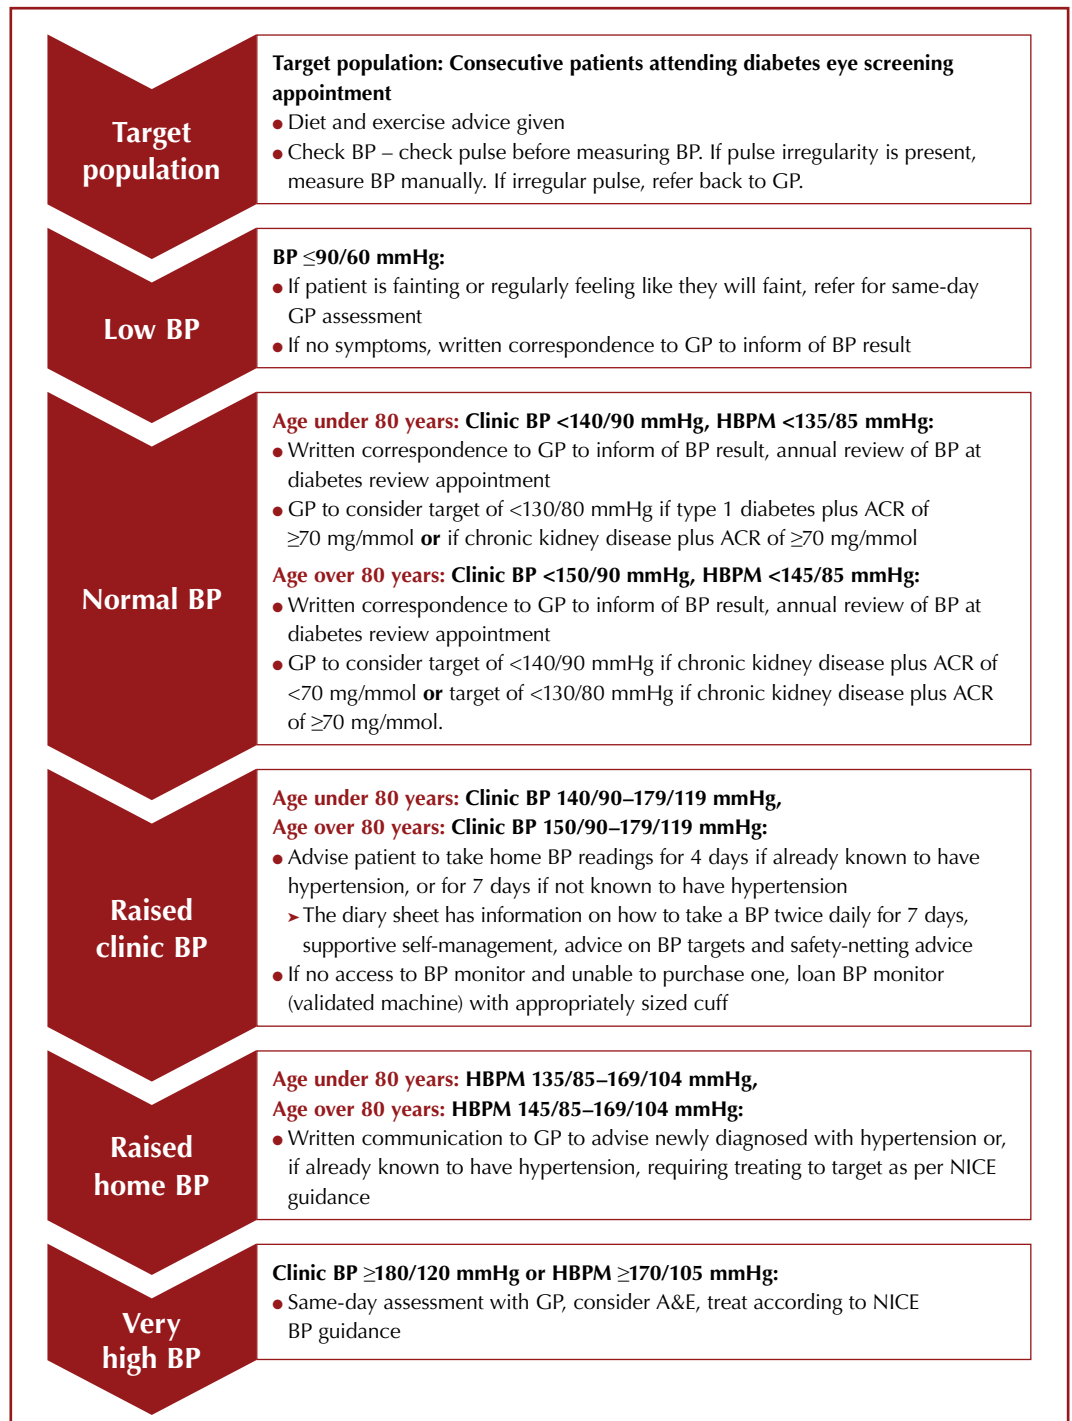 Target
population
Target population: Consecutive patients attending diabetes eye screening
appointment
● Diet and exercise advice given
● Check BP – check pulse before measuring BP. If pulse irregularity is present,
measure BP manually. If irregular pulse, refer back to GP.
Low BP
BP ≤90/60 mmHg:
● If patient is fainting or regularly feeling like they will faint, refer for same-day
GP assessment
● If no symptoms, written correspondence to GP to inform of BP result
Normal BP
Age under 80 years: Clinic BP <140/90 mmHg, HBPM <135/85 mmHg:
● Written correspondence to GP to inform of BP result, annual review of BP at
diabetes review appointment
● GP to consider target of <130/80 mmHg if type 1 diabetes plus ACR of
≥70 mg/mmol or if chronic kidney disease plus ACR of ≥70 mg/mmol
Age over 80 years: Clinic BP <150/90 mmHg, HBPM <145/85 mmHg:
● Written correspondence to GP to inform of BP result, annual review of BP at
diabetes review appointment
● GP to consider target of <140/90 mmHg if chronic kidney disease plus ACR of
<70 mg/mmol or target of <130/80 mmHg if chronic kidney disease plus ACR
of ≥70 mg/mmol.
Raised
clinic BP
Age under 80 years: Clinic BP 140/90–179/119 mmHg,
Age over 80 years: Clinic BP 150/90–179/119 mmHg:
● Advise patient to take home BP readings for 4 days if already known to have
hypertension, or for 7 days if not known to have hypertension
➤ The diary sheet has information on how to take a BP twice daily for 7 days,
supportive self-management, advice on BP targets and safety-netting advice
● If no access to BP monitor and unable to purchase one, loan BP monitor
(validated machine) with appropriately sized cuff
Raised
home BP
Age under 80 years: HBPM 135/85–169/104 mmHg,
Age over 80 years: HBPM 145/85–169/104 mmHg:
● Written communication to GP to advise newly diagnosed with hypertension or,
if already known to have hypertension, requiring treating to target as per NICE
guidance
Very
high BP
Clinic BP ≥180/120 mmHg or HBPM ≥170/105 mmHg:
● Same-day assessment with GP, consider A&E, treat according to NICE
BP guidance